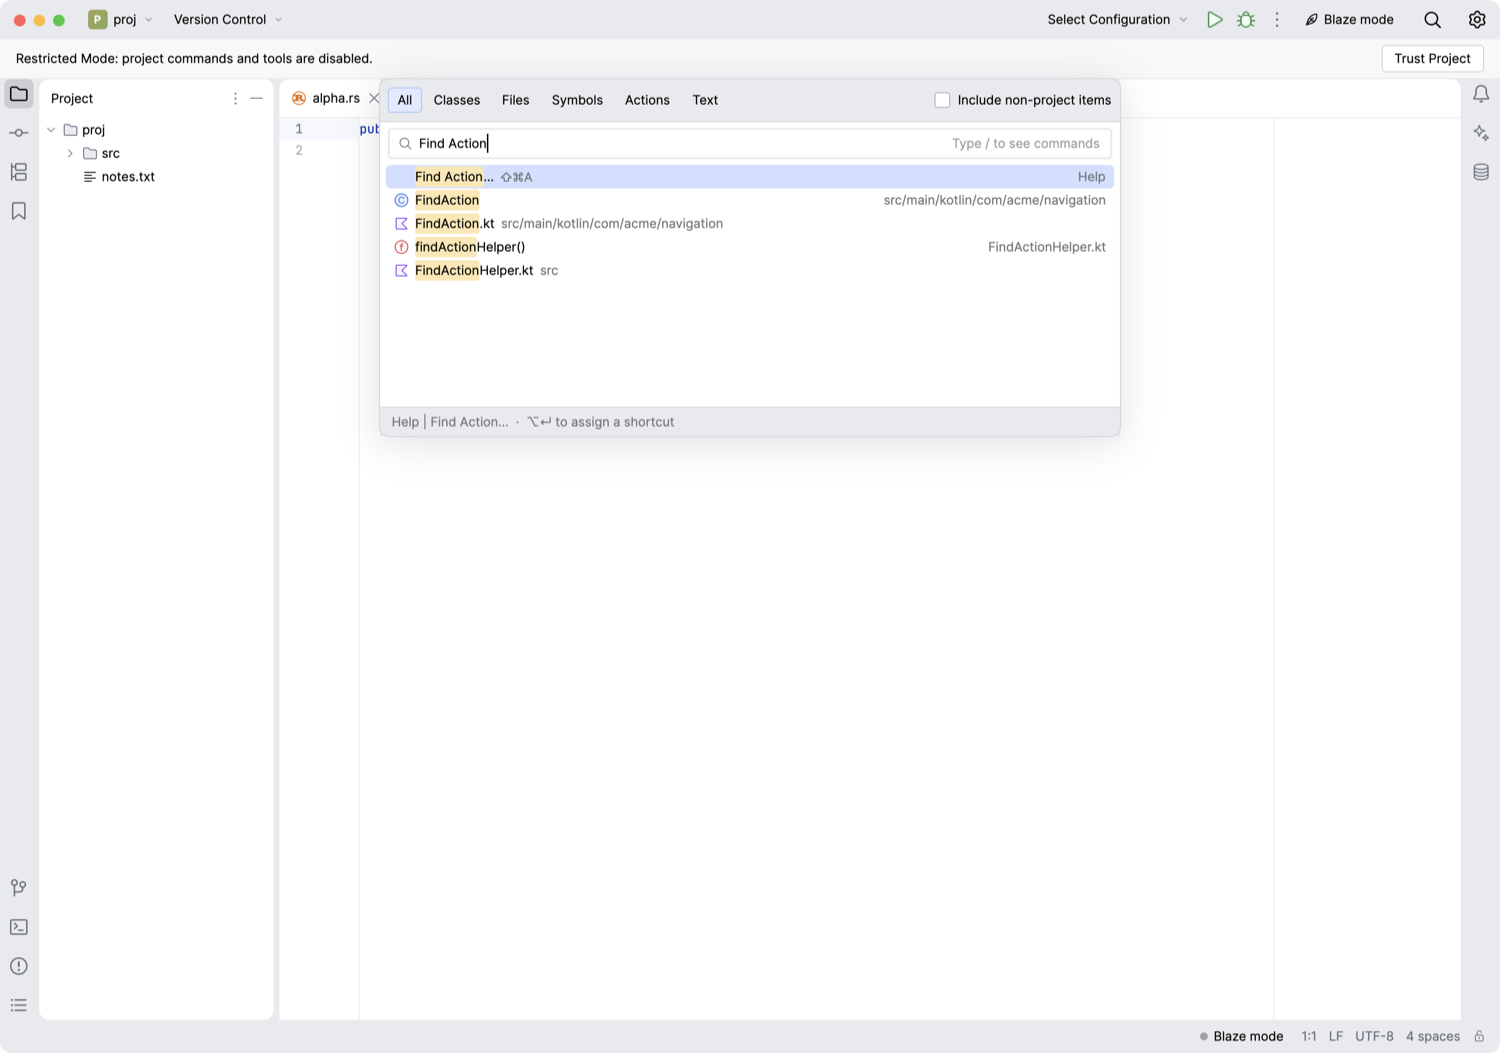 P proj Version Control Select Configuration Blaze mode
Restricted Mode: project commands and tools are disabled. Trust Project
Project
proj
src
notes.txt
alpha.rs
1 pub
2
All Classes Files Symbols Actions Text Include non-project items
Find Action Type / to see commands
Find Action... ⇧⌘A Help
FindAction src/main/kotlin/com/acme/navigation
FindAction.kt src/main/kotlin/com/acme/navigation
findActionHelper() FindActionHelper.kt
FindActionHelper.kt src
Help | Find Action... · ⌥↩ to assign a shortcut
Blaze mode 1:1 LF UTF-8 4 spaces